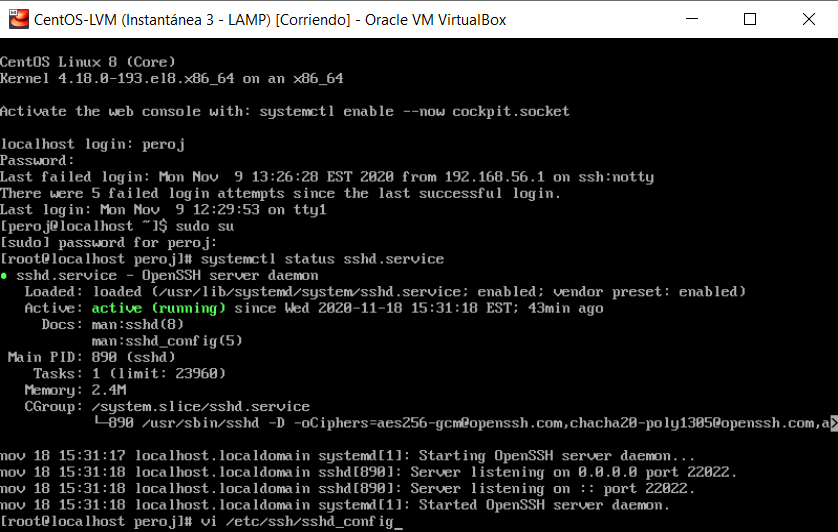 CentOS-LVM (Instantánea 3 - LAMP) [Corriendo] - Oracle VM VirtualBox
CentOS Linux 8 (Core)
Kernel 4.18.0-193.el8.x86_64 on an x86_64
Activate the web console with: systemctl enable --now cockpit.socket
localhost login: peroj
Password:
Last failed login: Mon Nov  9 13:26:28 EST 2020 from 192.168.56.1 on ssh:notty
There were 5 failed login attempts since the last successful login.
Last login: Mon Nov  9 12:29:53 on tty1
[peroj@localhost ~]$ sudo su
[sudo] password for peroj:
[root@localhost peroj]# systemctl status sshd.service
● sshd.service - OpenSSH server daemon
   Loaded: loaded (/usr/lib/systemd/system/sshd.service; enabled; vendor preset: enabled)
   Active: active (running) since Wed 2020-11-18 15:31:18 EST; 43min ago
     Docs: man:sshd(8)
           man:sshd_config(5)
 Main PID: 890 (sshd)
    Tasks: 1 (limit: 23960)
   Memory: 2.4M
   CGroup: /system.slice/sshd.service
           └─890 /usr/sbin/sshd -D -oCiphers=aes256-gcm@openssh.com,chacha20-poly1305@openssh.com,a>
nov 18 15:31:17 localhost.localdomain systemd[1]: Starting OpenSSH server daemon...
nov 18 15:31:18 localhost.localdomain sshd[890]: Server listening on 0.0.0.0 port 22022.
nov 18 15:31:18 localhost.localdomain sshd[890]: Server listening on :: port 22022.
nov 18 15:31:18 localhost.localdomain systemd[1]: Started OpenSSH server daemon.
[root@localhost peroj]# vi /etc/ssh/sshd_config_